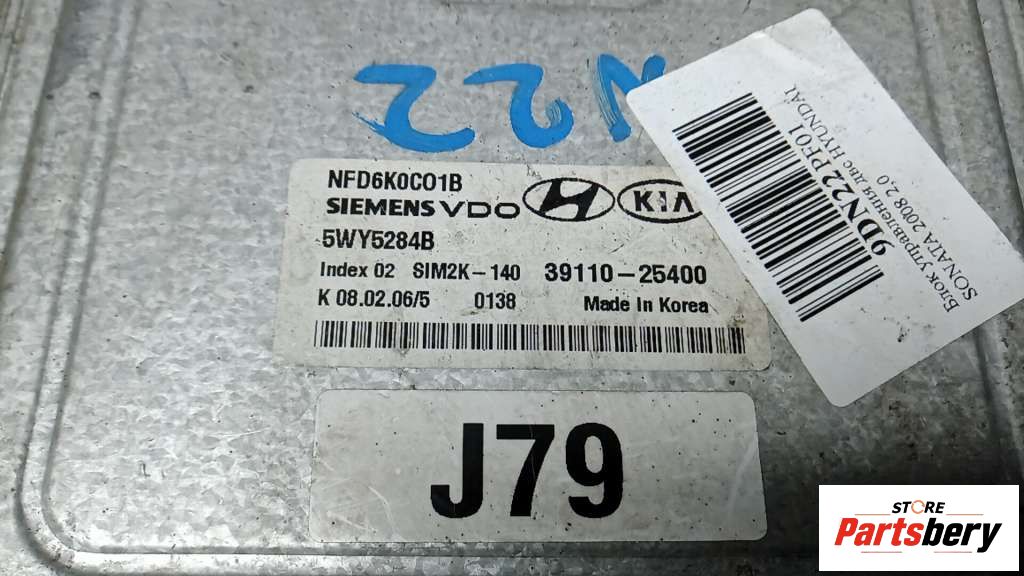 N22
NFD6K0C01B
SIEMENS VDO KIA
5WY5284B
Index 02 SIM2K-140 39110-25400
K 08.02.06/5 0138 Made In Korea
J79
9DN22PF01
Блок управления двс HYUNDAI
SONATA 2008 2.0
STORE
Partsbery